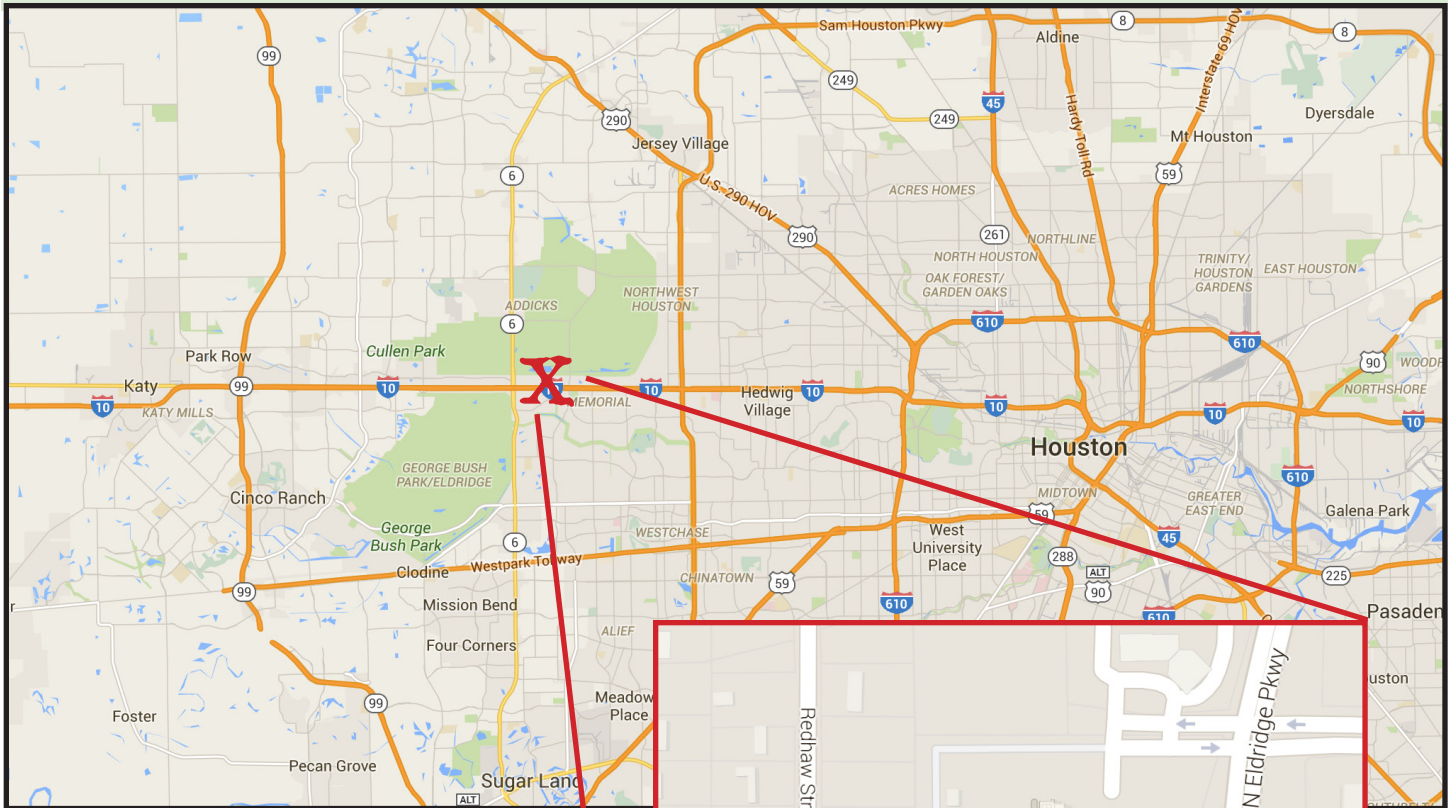 Sam Houston Pkwy
8
Aldine
8
99
249
45
Hardy Toll Rd
Interstate 69 HOV
290
249
Dyersdale
Jersey Village
Mt Houston
6
59
U.S. 290 HOV
ACRES HOMES
290
261
NORTHLINE
NORTH HOUSTON
TRINITY/
HOUSTON
GARDENS
EAST HOUSTON
OAK FOREST/
GARDEN OAKS
NORTHWEST
HOUSTON
ADDICKS
6
610
610
Cullen Park
Park Row
90
Katy
99
10
X
10
Hedwig
Village
10
NORTHSHORE
10
KATY MILLS
10
10
10
Houston
GEORGE BUSH
PARK/ELDRIDGE
610
Cinco Ranch
MIDTOWN
GREATER
EAST END
59
Galena Park
George
Bush Park
WESTCHASE
West
University
Place
6
45
Westpark Tollway
288
Clodine
CHINATOWN
59
ALT
90
225
99
Mission Bend
610
610
ALIEF
Four Corners
Meadow
Place
99
Foster
Redhaw Str
N Eldridge Pkwy
Pecan Grove
Sugar Land
ALT